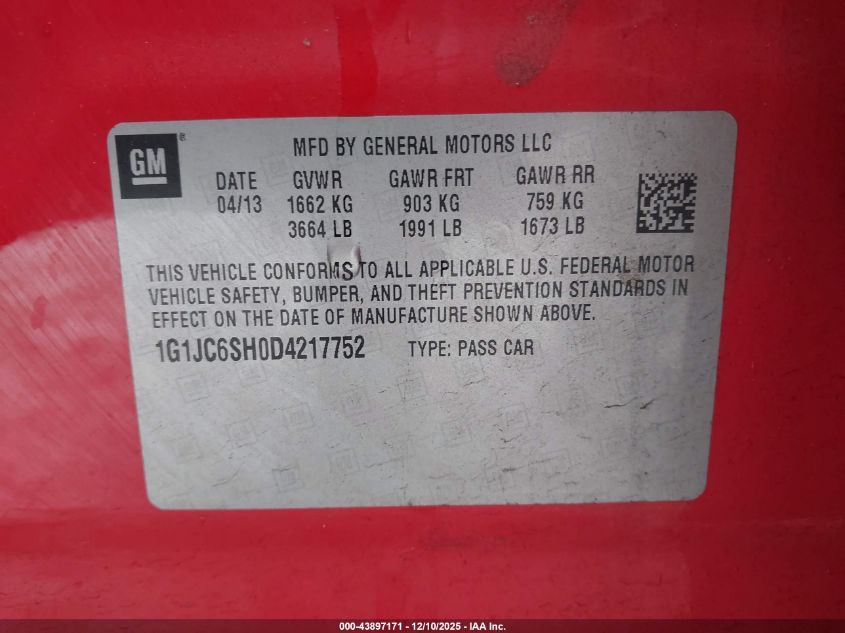 GM ®
MFD BY GENERAL MOTORS LLC
DATE GVWR GAWR FRT GAWR RR
04/13 1662 KG 903 KG 759 KG
3664 LB 1991 LB 1673 LB
THIS VEHICLE CONFORMS TO ALL APPLICABLE U.S. FEDERAL MOTOR
VEHICLE SAFETY, BUMPER, AND THEFT PREVENTION STANDARDS IN
EFFECT ON THE DATE OF MANUFACTURE SHOWN ABOVE.
1G1JC6SH0D4217752 TYPE: PASS CAR
000-43897171 - 12/10/2025 - IAA Inc.